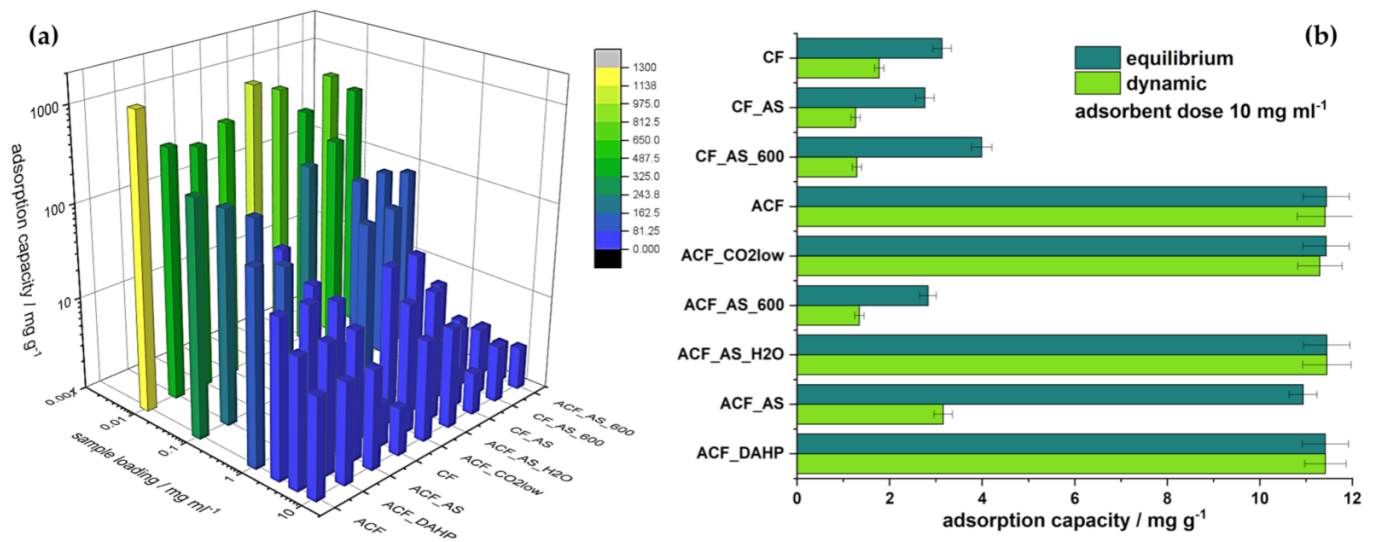 (a)
adsorption capacity / mg g⁻¹
1000
100
10
0.01
0.1
1
10
sample loading / mg ml⁻¹
ACF
ACF_DAHP
ACF_AS
CF
ACF_CO2low
ACF_AS_H2O
CF_AS
CF_AS_600
ACF_AS_600
1300
1138
975.0
812.5
650.0
487.5
325.0
243.8
162.5
81.25
0.000
(b)
equilibrium
dynamic
adsorbent dose 10 mg ml⁻¹
CF
CF_AS
CF_AS_600
ACF
ACF_CO2low
ACF_AS_600
ACF_AS_H2O
ACF_AS
ACF_DAHP
0 2 4 6 8 10 12
adsorption capacity / mg g⁻¹